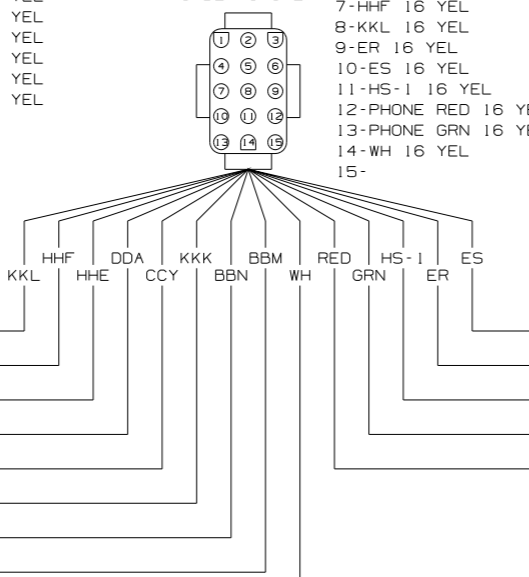 YEL
YEL
YEL
YEL
YEL
7-HHF 16 YEL
8-KKL 16 YEL
9-ER 16 YEL
10-ES 16 YEL
11-HS-1 16 YEL
12-PHONE RED 16 YE
13-PHONE GRN 16 YE
14-WH 16 YEL
15-
1 2 3
4 5 6
7 8 9
10 11 12
13 14 15
HHF DDA KKK BBM RED HS-1 ES
KKL HHE CCY BBN WH GRN ER